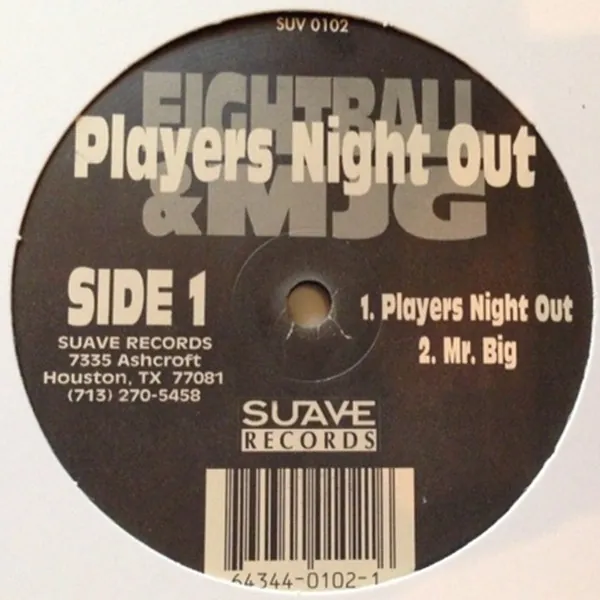 SUV 0102
EIGHTBALL
Players Night Out
& MJG
SIDE 1
SUAVE RECORDS
7335 Ashcroft
Houston, TX 77081
(713) 270-5458
1. Players Night Out
2. Mr. Big
SUAVE
RECORDS
64344-0102-1